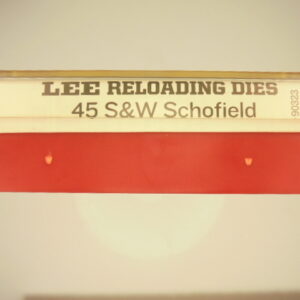 LEE RELOADING DIES
45 S&W Schofield
90323